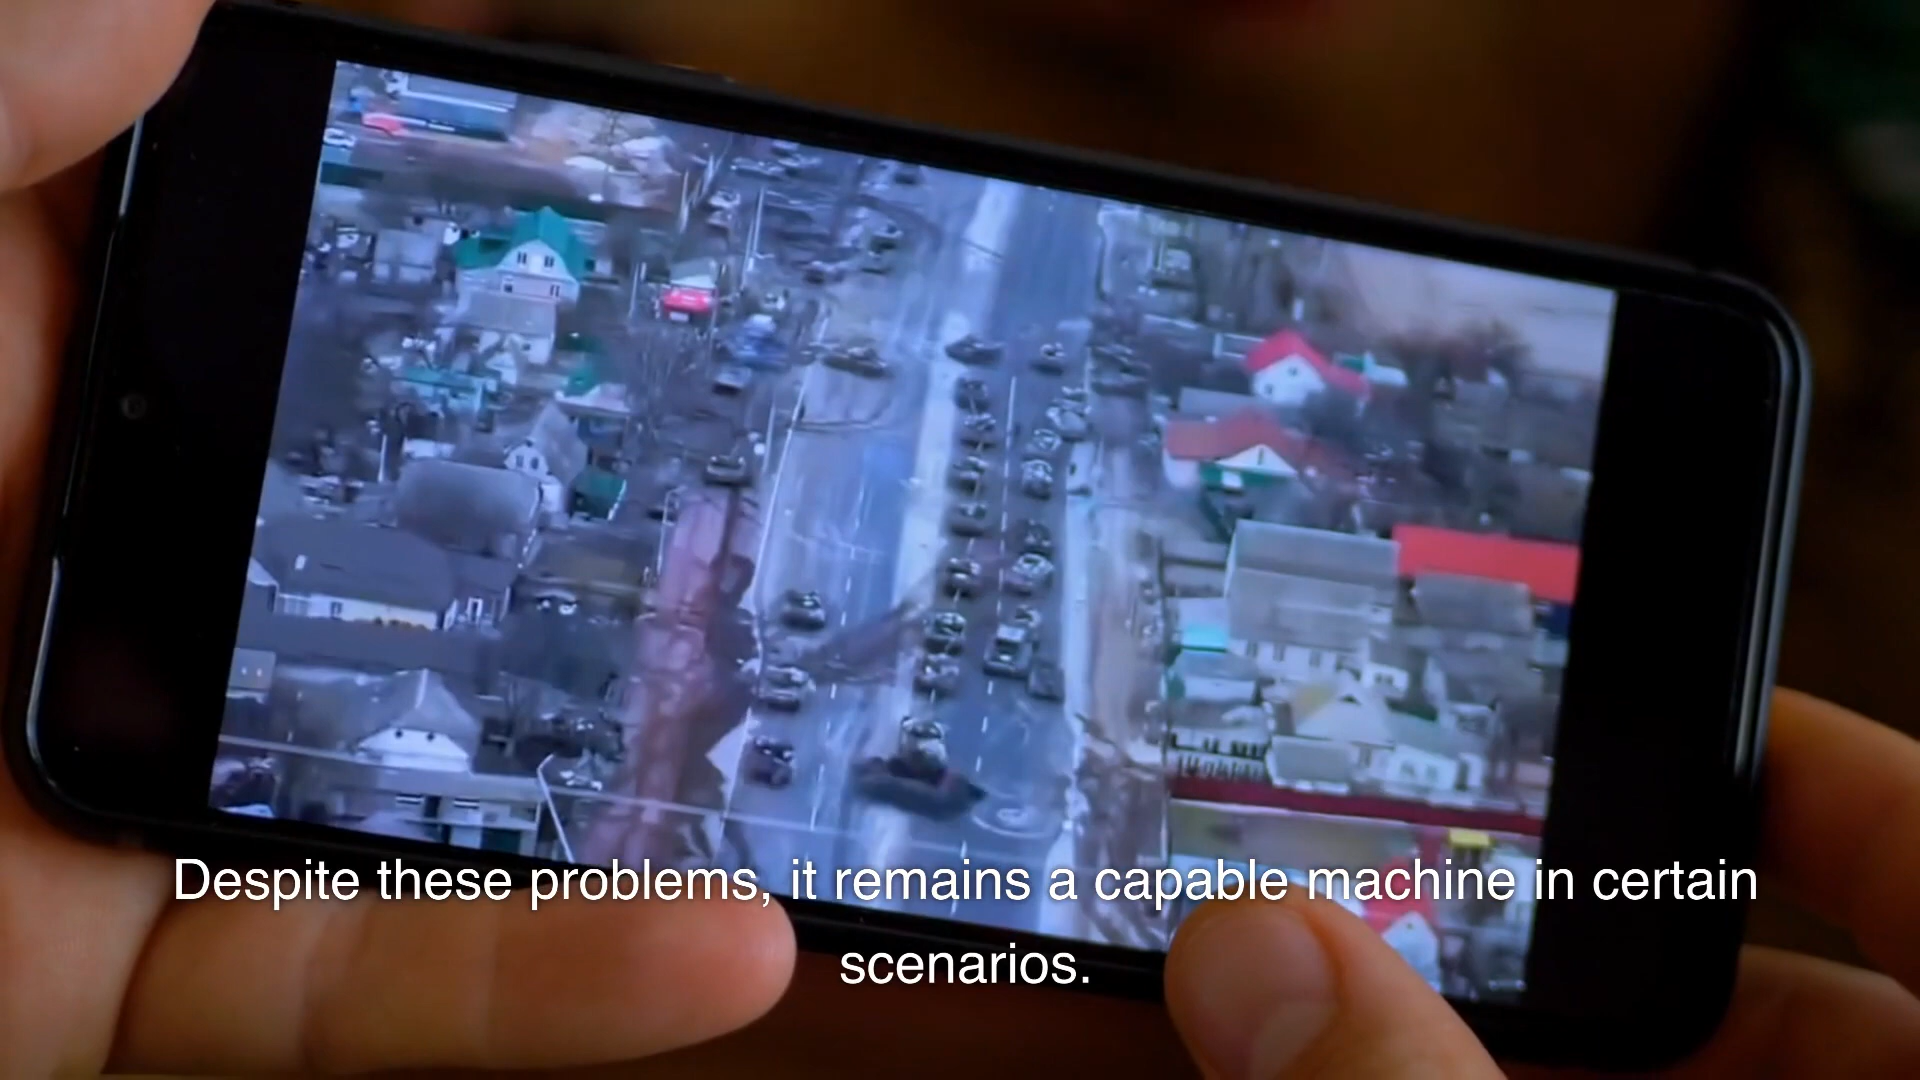 Despite these problems, it remains a capable machine in certain
scenarios.